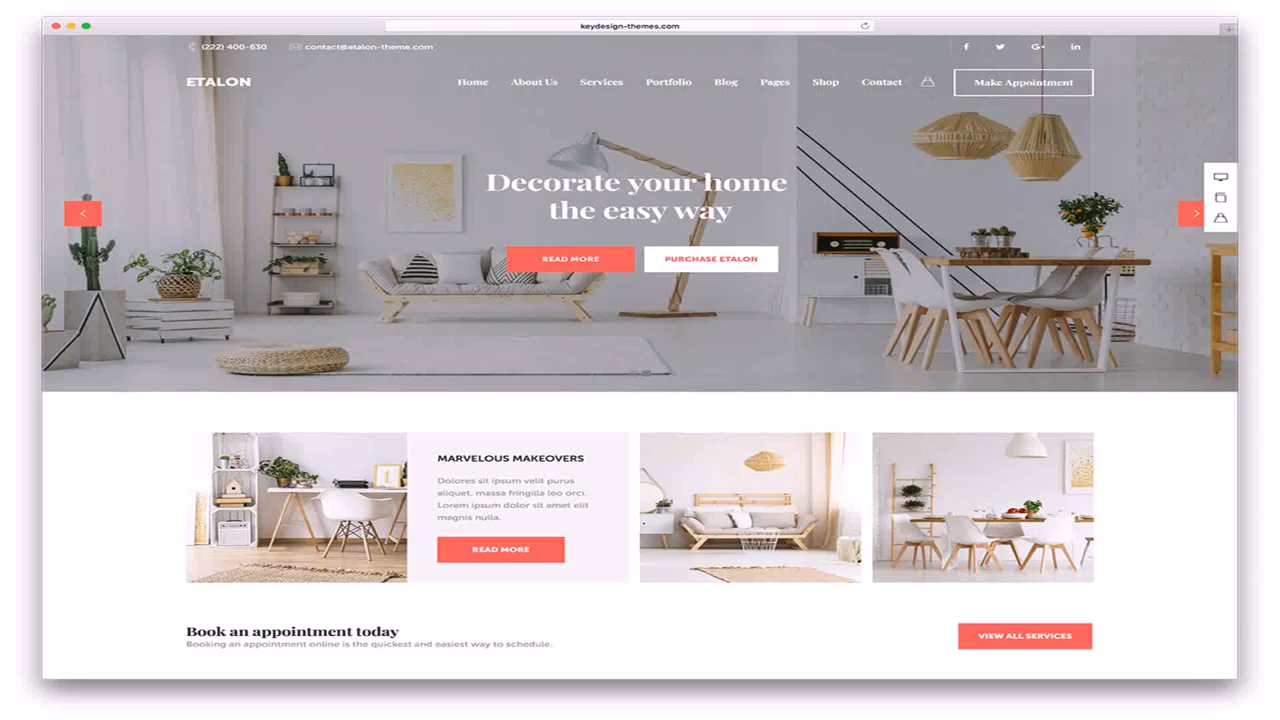 keydesign-themes.com
(222) 400-630 contact@etalon-theme.com
f G+ in
ETALON Home About Us Services Portfolio Blog Pages Shop Contact Make Appointment
Decorate your home
the easy way
READ MORE PURCHASE ETALON
MARVELOUS MAKEOVERS
Dolores sit ipsum velit purus
aliquet, massa fringilla leo orci.
Lorem ipsum dolor sit amet elit
magnis nulla.
READ MORE
Book an appointment today
Booking an appointment online is the quickest and easiest way to schedule.
VIEW ALL SERVICES